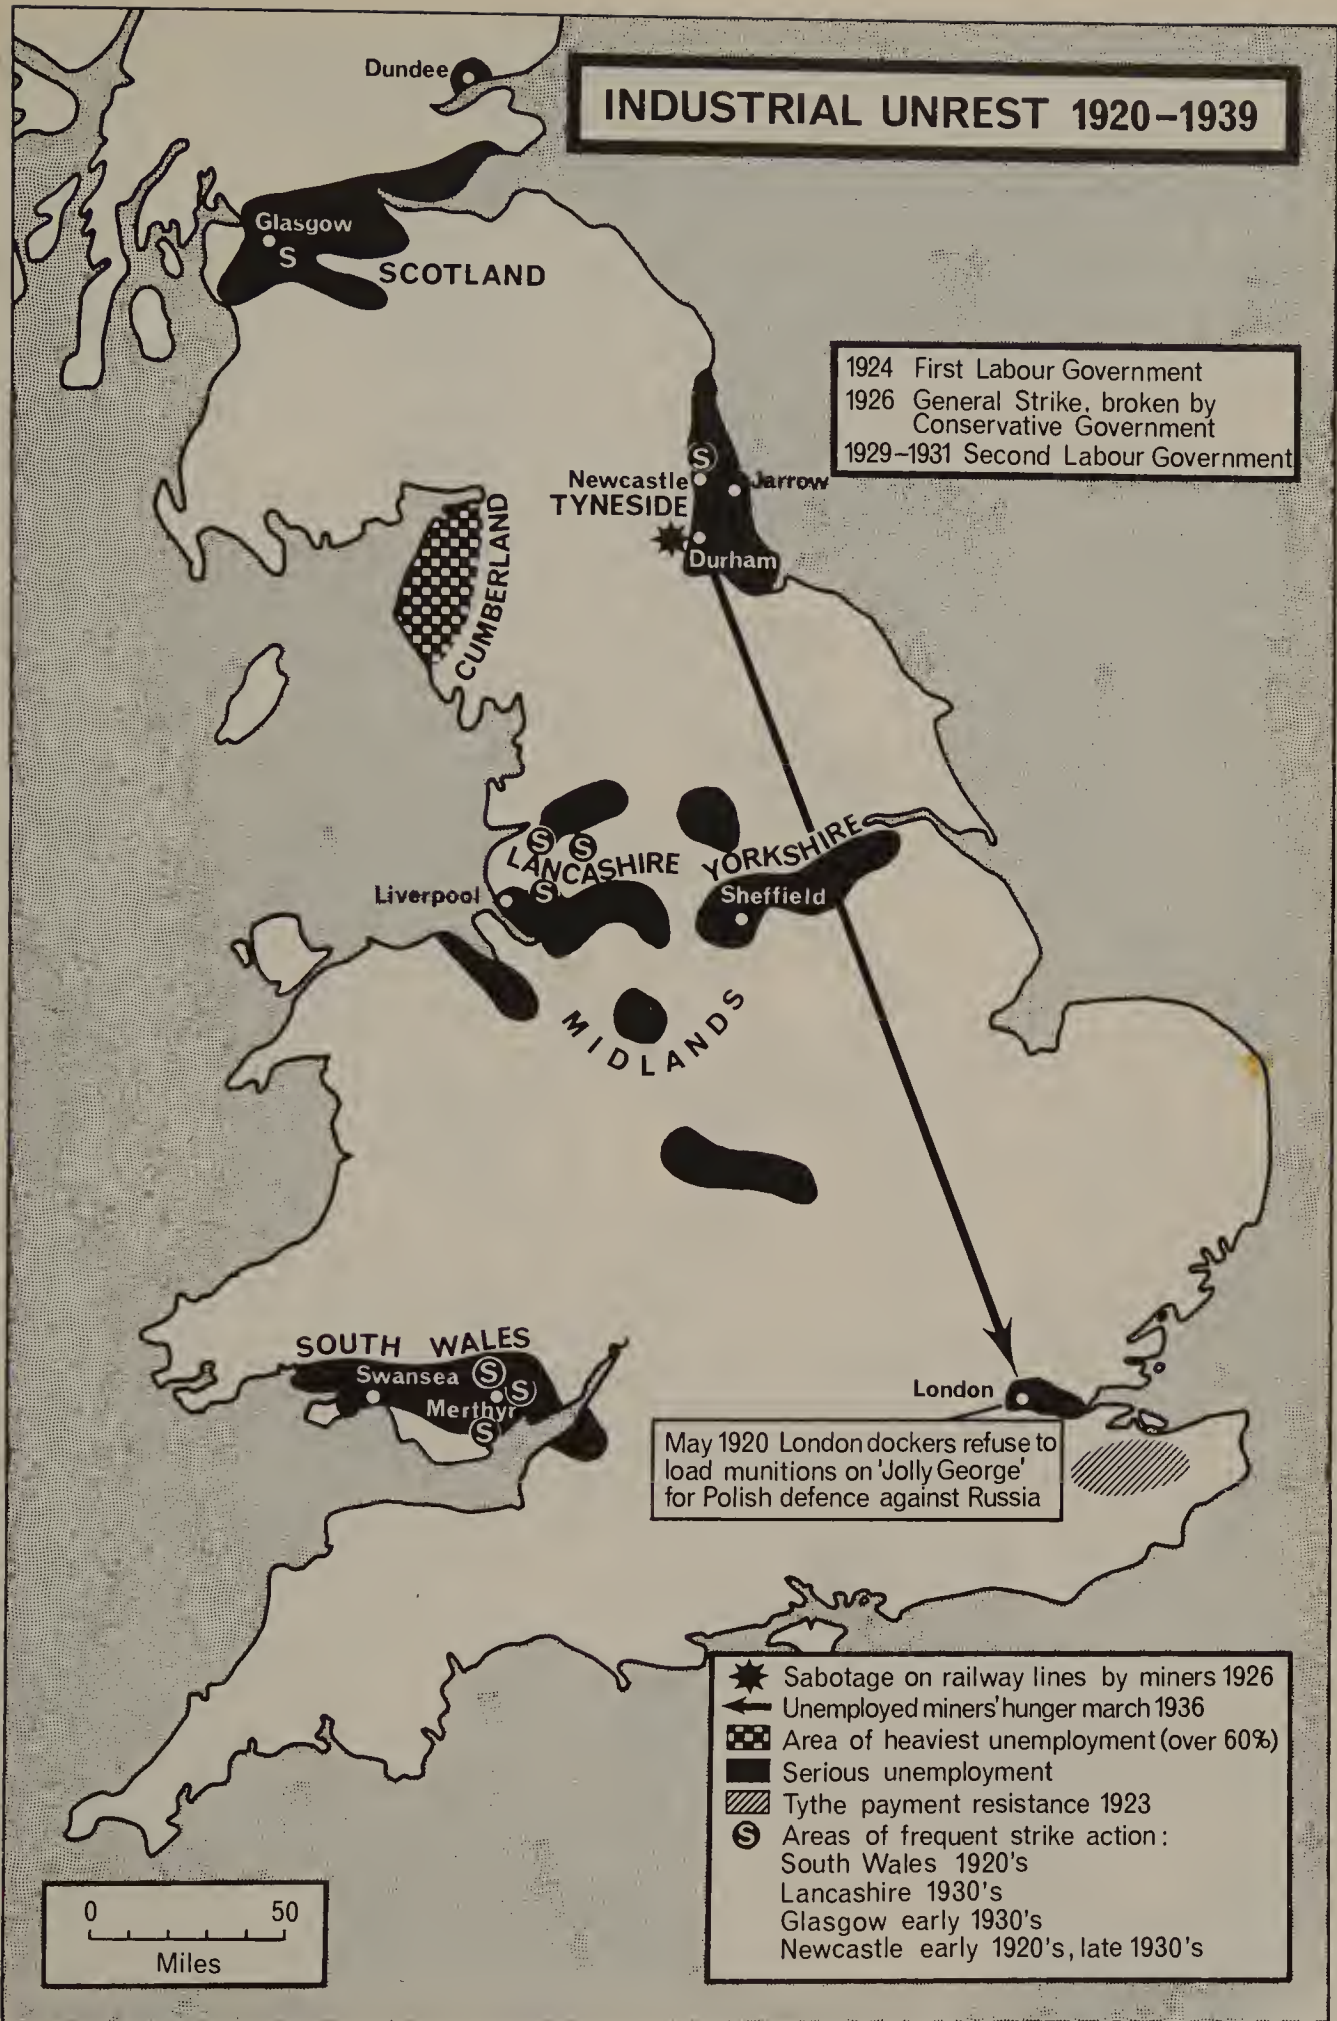 Dundee
INDUSTRIAL UNREST 1920–1939
Glasgow
S
SCOTLAND
1924 First Labour Government
1926 General Strike, broken by
Conservative Government
1929–1931 Second Labour Government
S
Newcastle
Jarrow
TYNESIDE
Durham
CUMBERLAND
S
S
LANCASHIRE
YORKSHIRE
S
Liverpool
Sheffield
MIDLANDS
SOUTH WALES
Swansea
S
S
Merthyr
S
London
May 1920 London dockers refuse to
load munitions on 'Jolly George'
for Polish defence against Russia
Sabotage on railway lines by miners 1926
Unemployed miners' hunger march 1936
Area of heaviest unemployment (over 60%)
Serious unemployment
Tythe payment resistance 1923
S Areas of frequent strike action:
South Wales 1920's
Lancashire 1930's
Glasgow early 1930's
Newcastle early 1920's, late 1930's
0 50
Miles